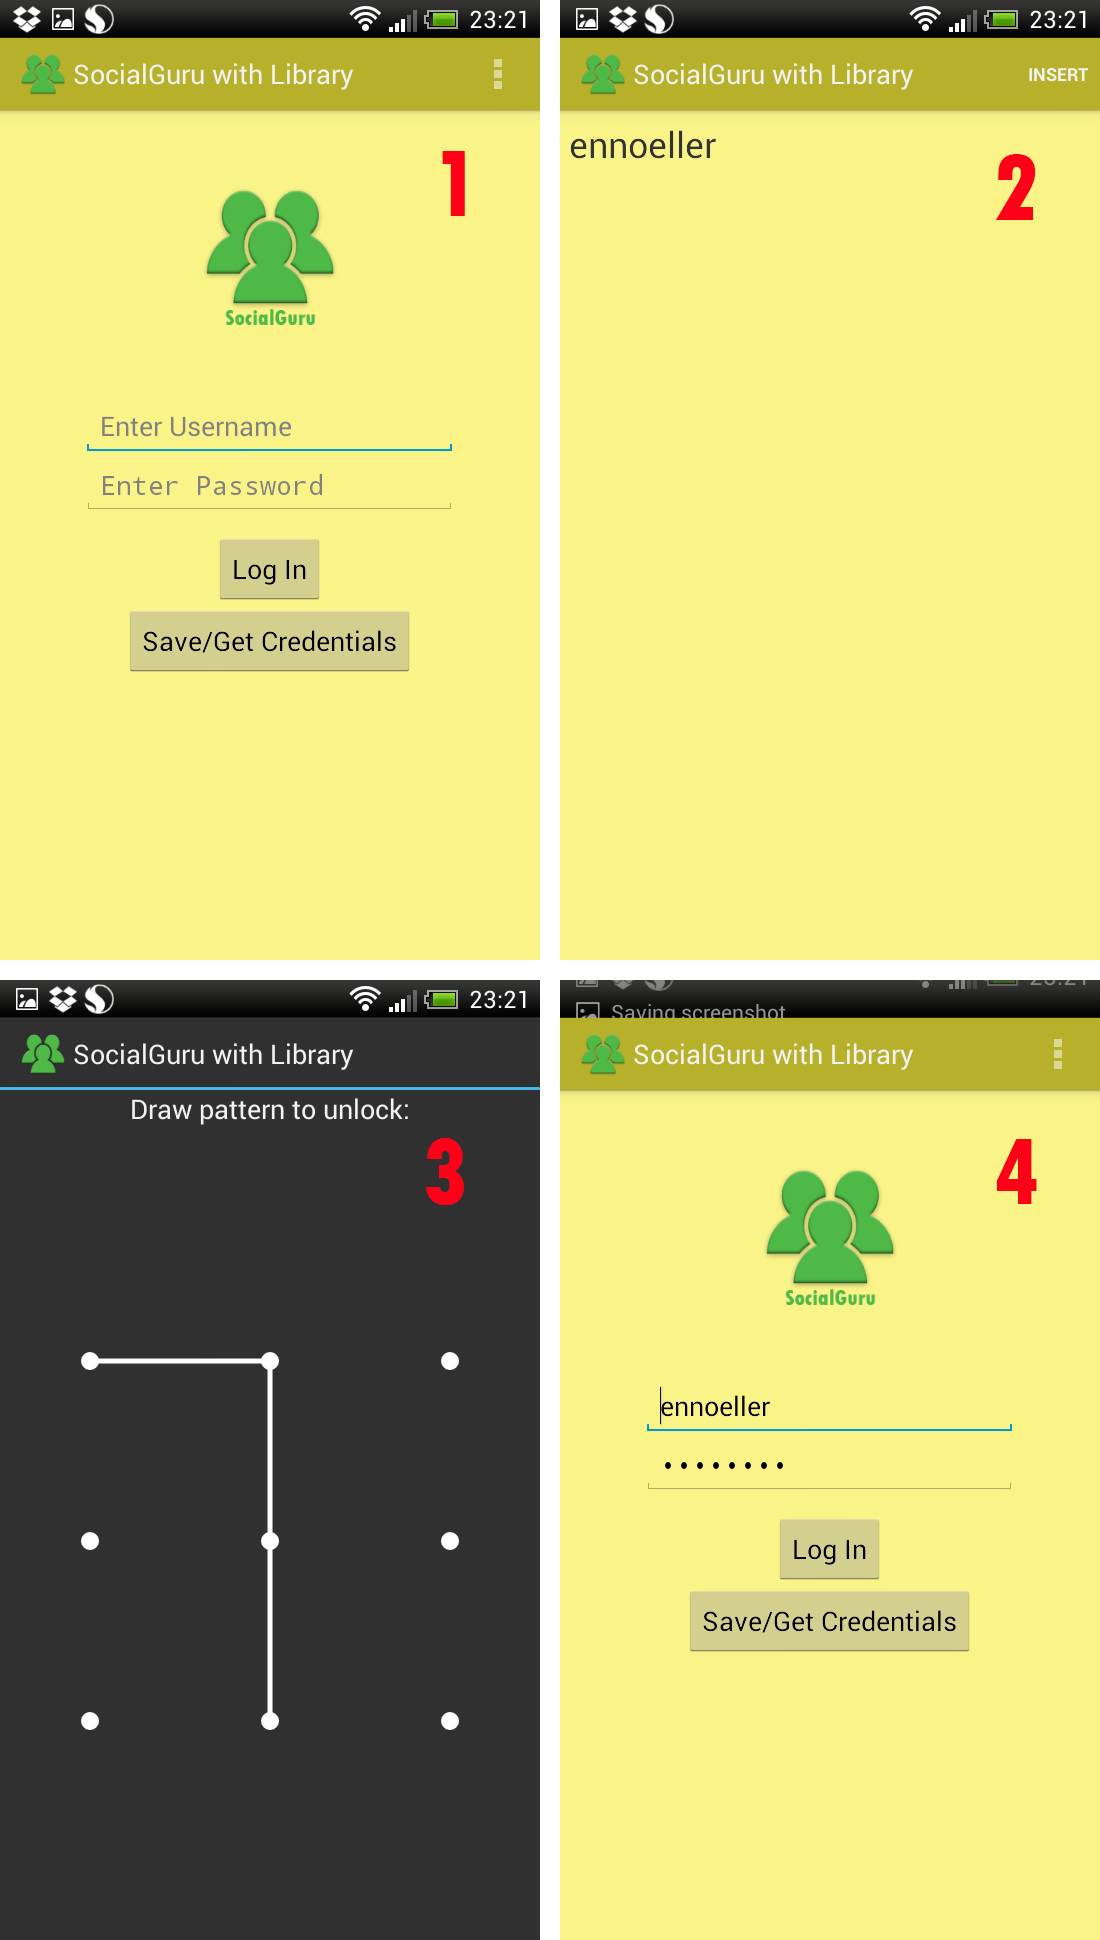 23:21
SocialGuru with Library
1
SocialGuru
Enter Username
Enter Password
Log In
Save/Get Credentials
23:21
SocialGuru with Library INSERT
ennoeller
2
23:21
SocialGuru with Library
Draw pattern to unlock:
3
23:21
Saving screenshot
SocialGuru with Library
4
SocialGuru
ennoeller
••••••••
Log In
Save/Get Credentials